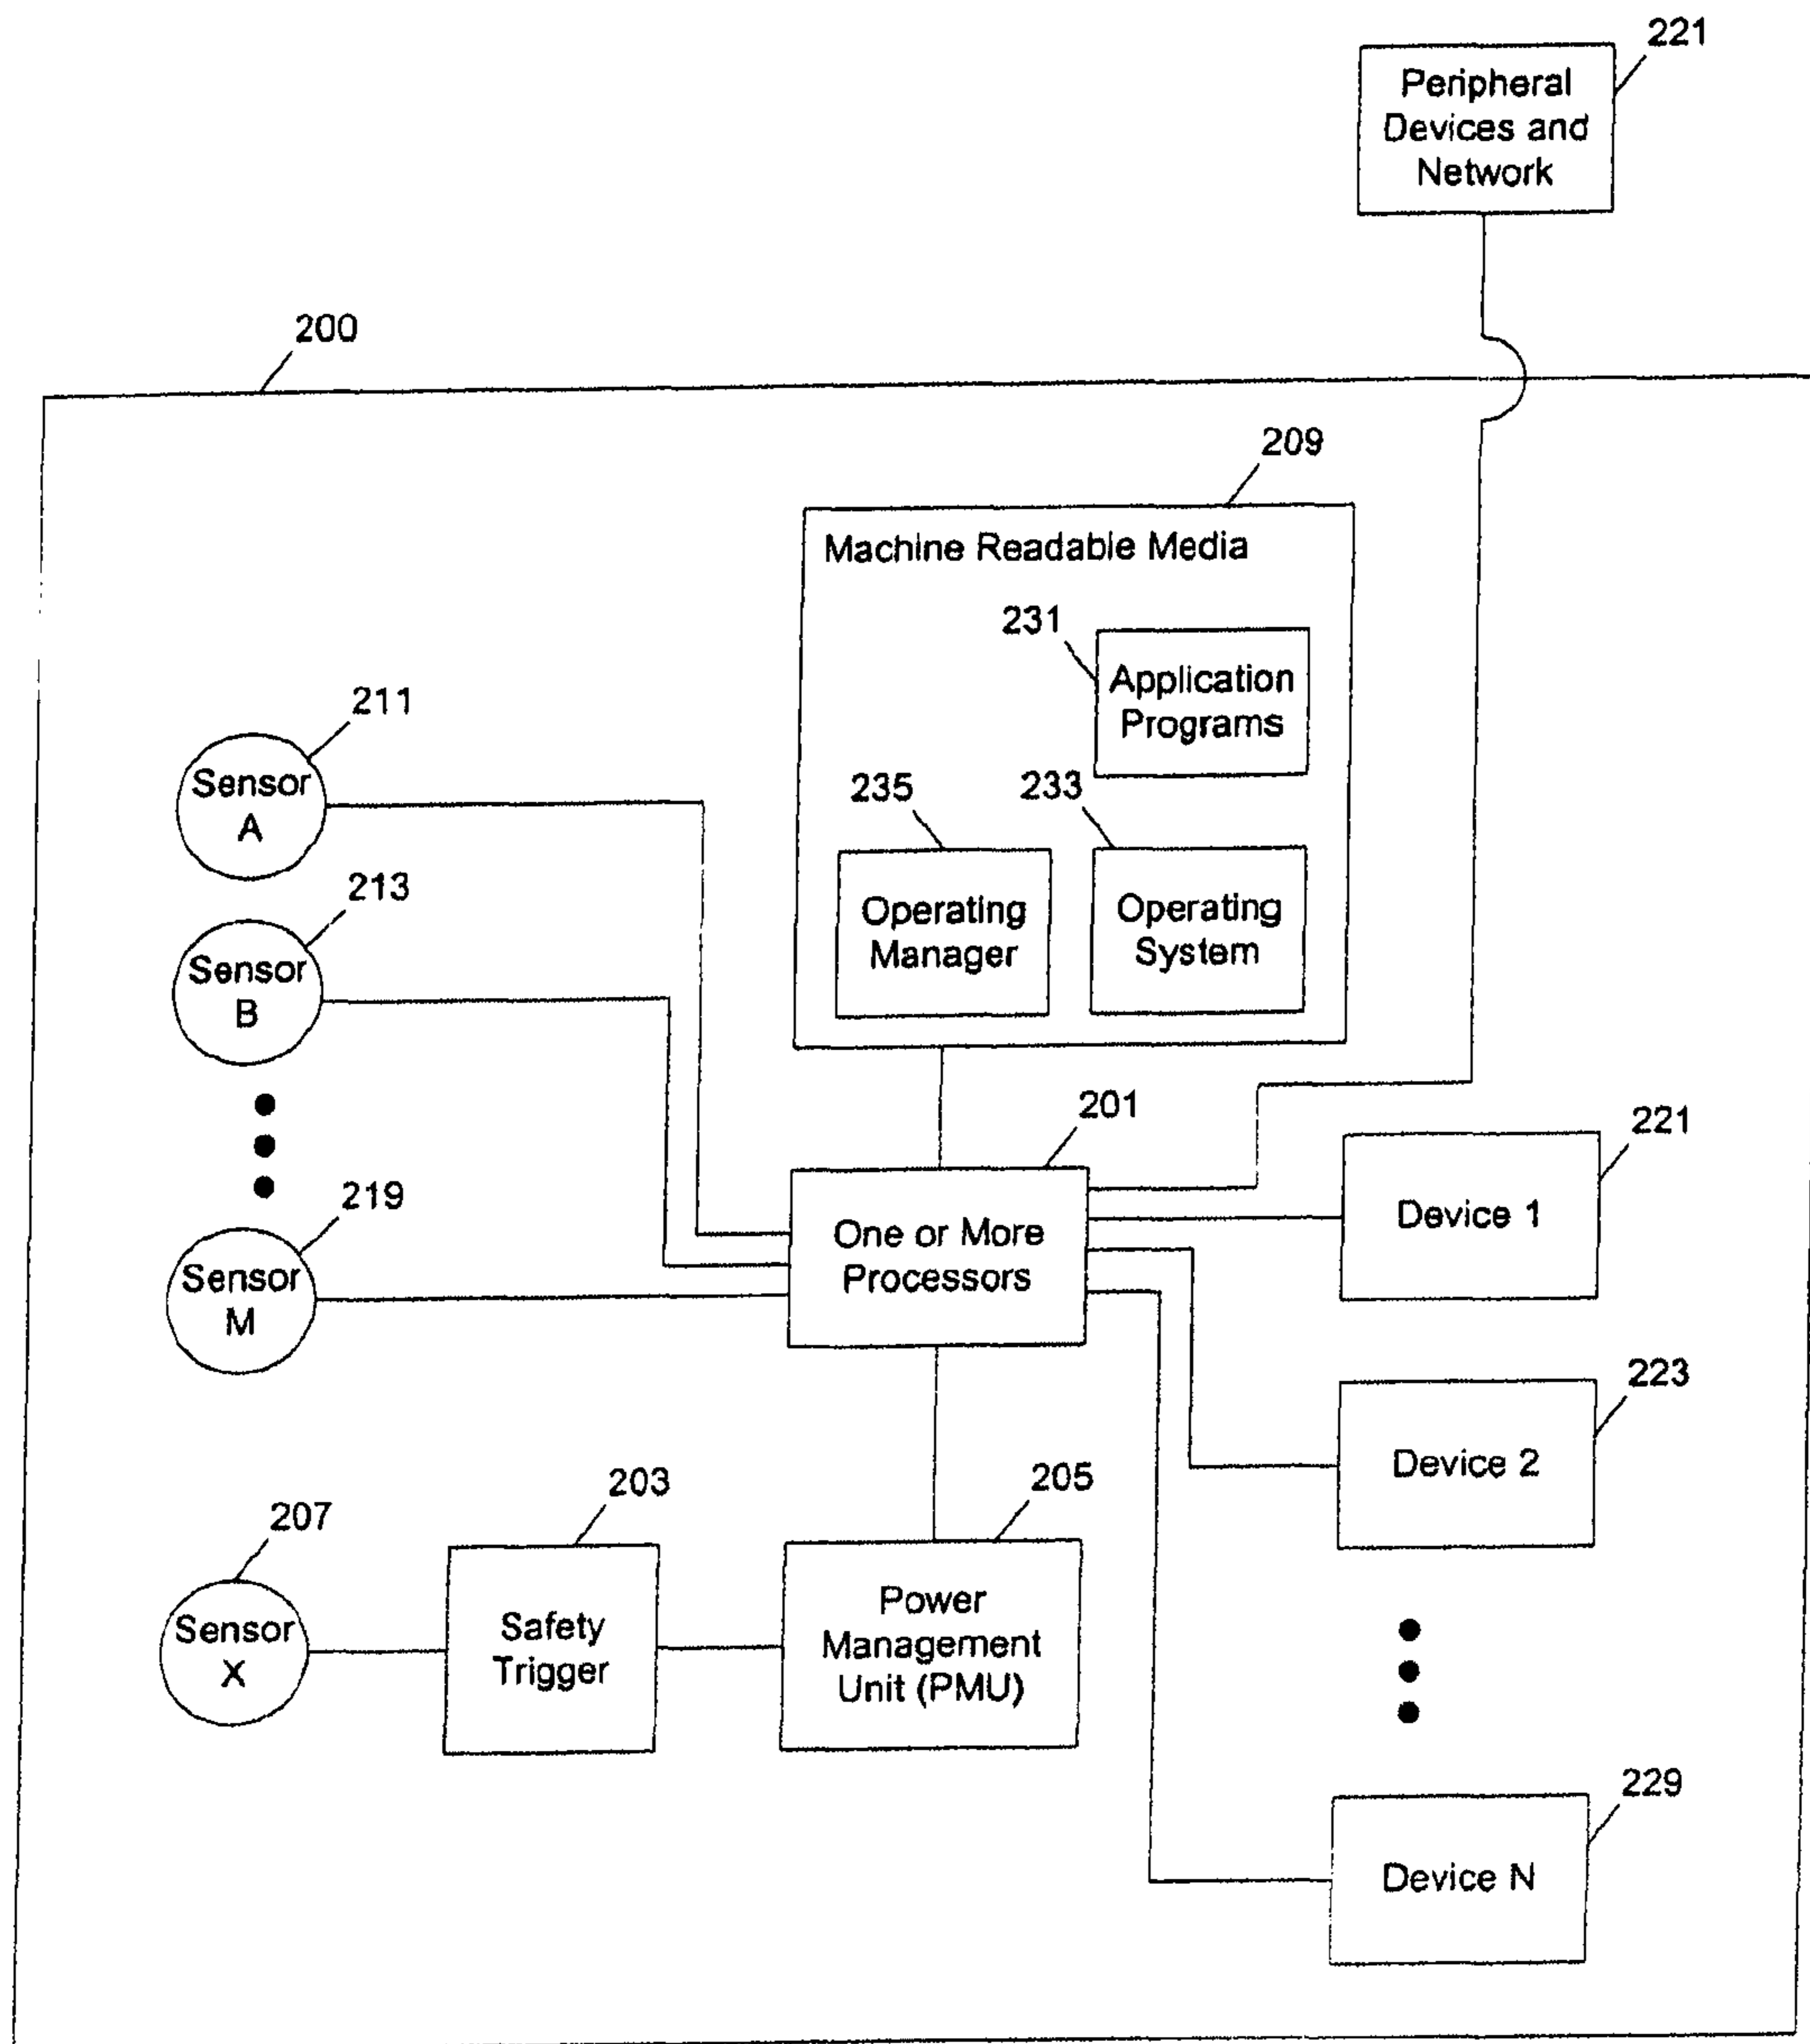 221
Peripheral
Devices and
Network
200
209
Machine Readable Media
231
Application
Programs
211
Sensor
A
235
233
Operating
Manager
Operating
System
213
Sensor
B
201
221
One or More
Processors
Device 1
219
Sensor
M
223
Device 2
207
203
205
Sensor
X
Safety
Trigger
Power
Management
Unit (PMU)
229
Device N